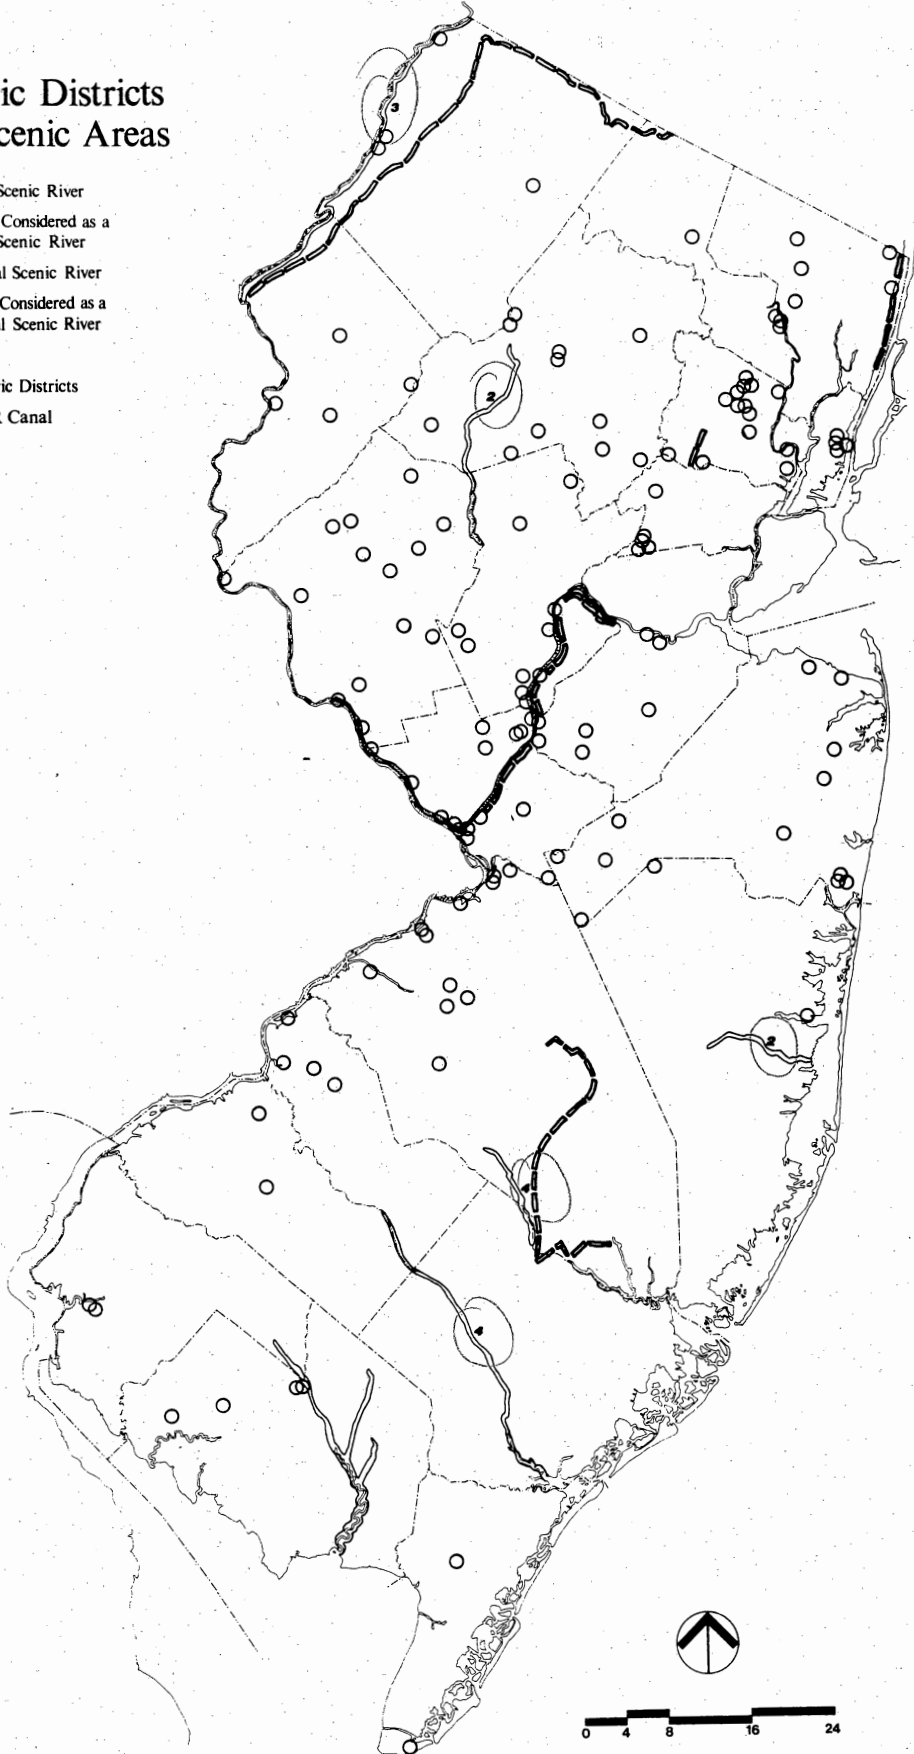 ic Districts
cenic Areas
Scenic River
Considered as a
Scenic River
l Scenic River
Considered as a
l Scenic River
ic Districts
Canal
3
2
2
4
4
0 4 8 16 24